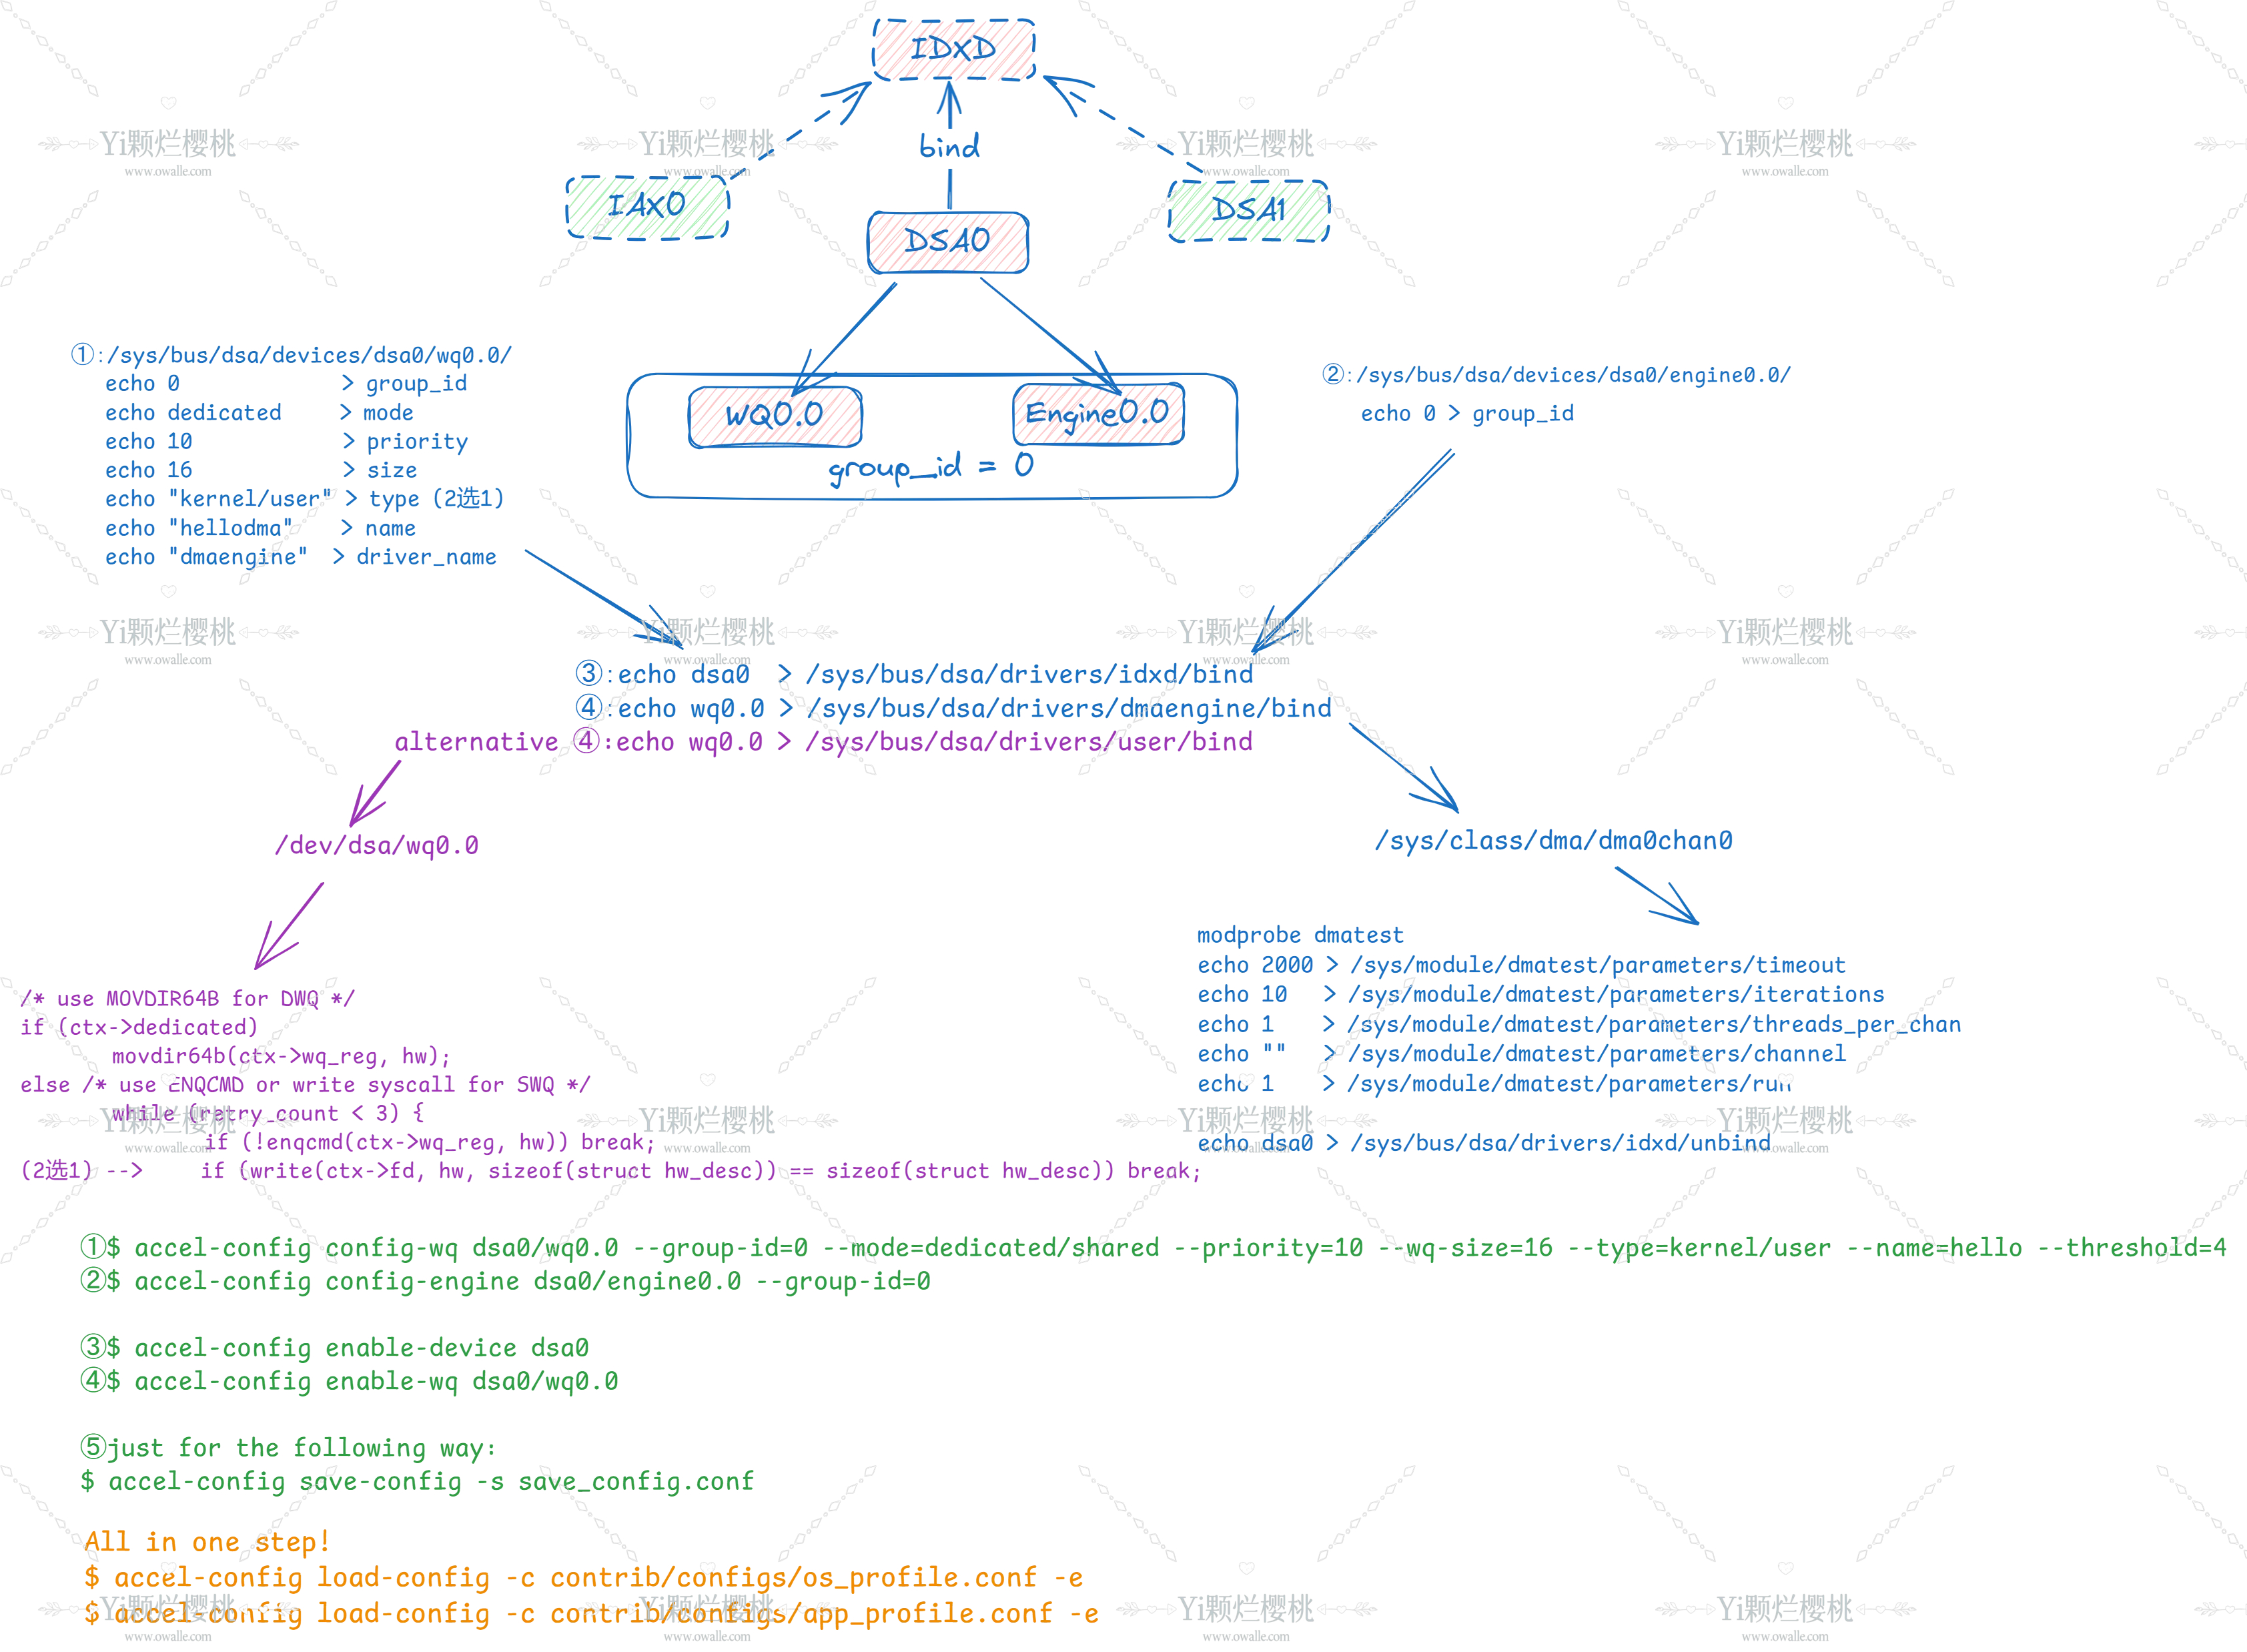 IDXD
bind
IAX0
DSA1
DSA0
①:/sys/bus/dsa/devices/dsa0/wq0.0/
echo 0 > group_id
echo dedicated > mode
echo 10 > priority
echo 16 > size
echo "kernel/user" > type (2选1)
echo "hellodma" > name
echo "dmaengine" > driver_name
WQ0.0
Engine0.0
group_id = 0
②:/sys/bus/dsa/devices/dsa0/engine0.0/
echo 0 > group_id
③:echo dsa0 > /sys/bus/dsa/drivers/idxd/bind
④:echo wq0.0 > /sys/bus/dsa/drivers/dmaengine/bind
alternative ④:echo wq0.0 > /sys/bus/dsa/drivers/user/bind
/dev/dsa/wq0.0
/sys/class/dma/dma0chan0
/* use MOVDIR64B for DWQ */
if (ctx->dedicated)
movdir64b(ctx->wq_reg, hw);
else /* use ENQCMD or write syscall for SWQ */
while (retry_count < 3) {
if (!enqcmd(ctx->wq_reg, hw)) break;
(2选1) --> if (write(ctx->fd, hw, sizeof(struct hw_desc)) == sizeof(struct hw_desc)) break;
modprobe dmatest
echo 2000 > /sys/module/dmatest/parameters/timeout
echo 10 > /sys/module/dmatest/parameters/iterations
echo 1 > /sys/module/dmatest/parameters/threads_per_chan
echo "" > /sys/module/dmatest/parameters/channel
echo 1 > /sys/module/dmatest/parameters/run
echo dsa0 > /sys/bus/dsa/drivers/idxd/unbind
①$ accel-config config-wq dsa0/wq0.0 --group-id=0 --mode=dedicated/shared --priority=10 --wq-size=16 --type=kernel/user --name=hello --threshold=4
②$ accel-config config-engine dsa0/engine0.0 --group-id=0
③$ accel-config enable-device dsa0
④$ accel-config enable-wq dsa0/wq0.0
⑤just for the following way:
$ accel-config save-config -s save_config.conf
All in one step!
$ accel-config load-config -c contrib/configs/os_profile.conf -e
$ accel-config load-config -c contrib/configs/app_profile.conf -e
Yi颗烂樱桃
www.owalle.com